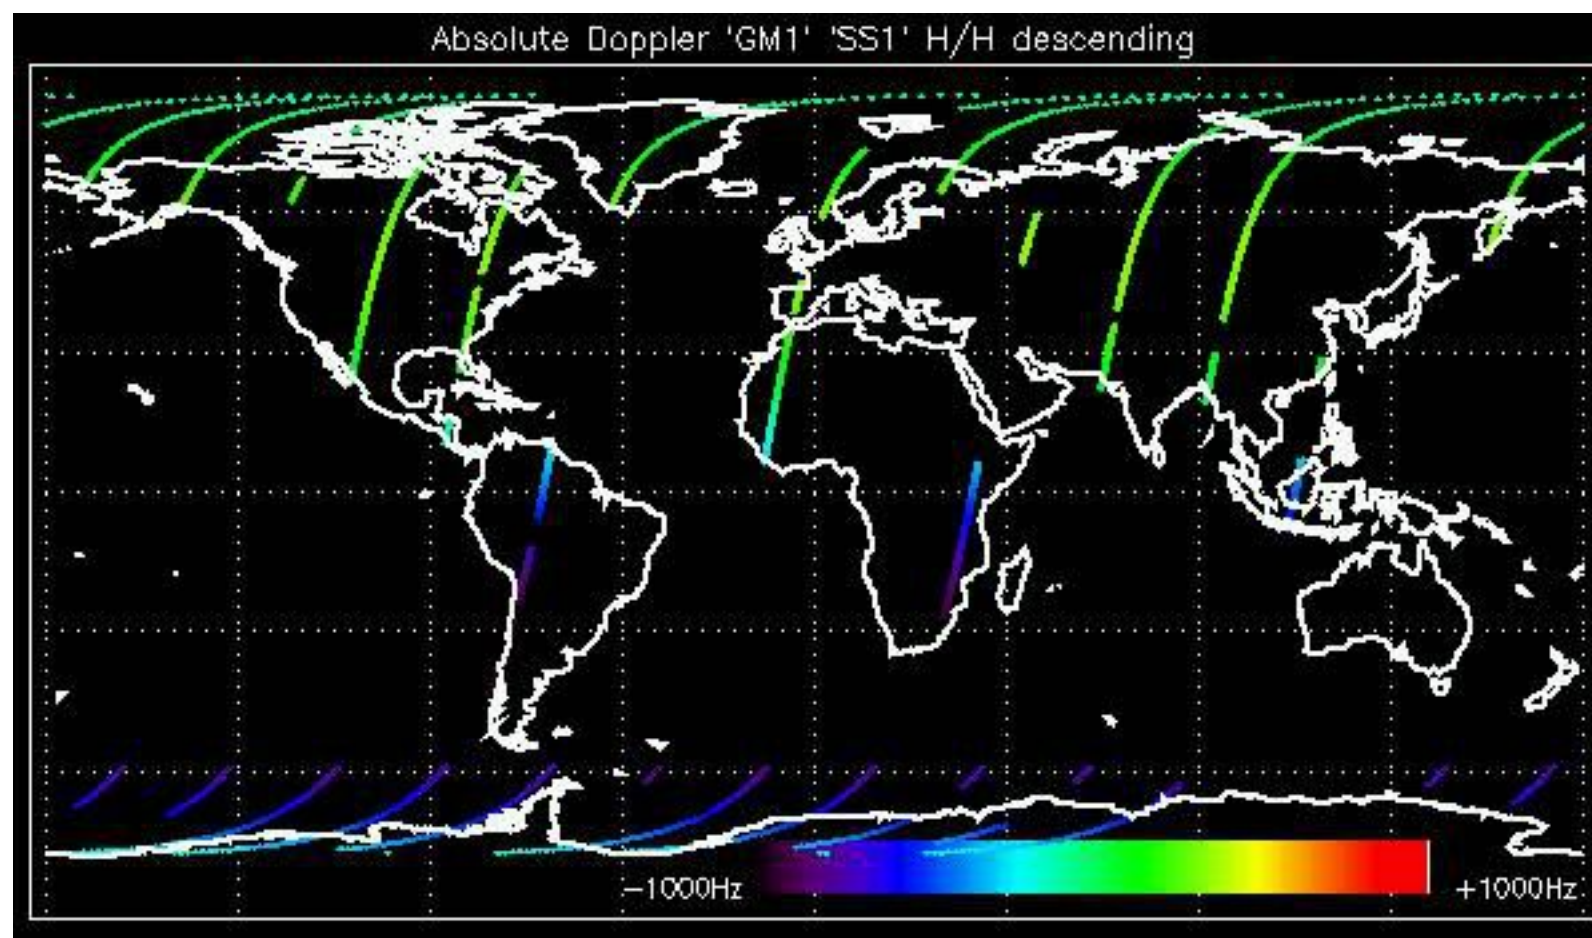 Absolute Doppler 'GM1' 'SS1' H/H descending
−1000Hz
+1000Hz